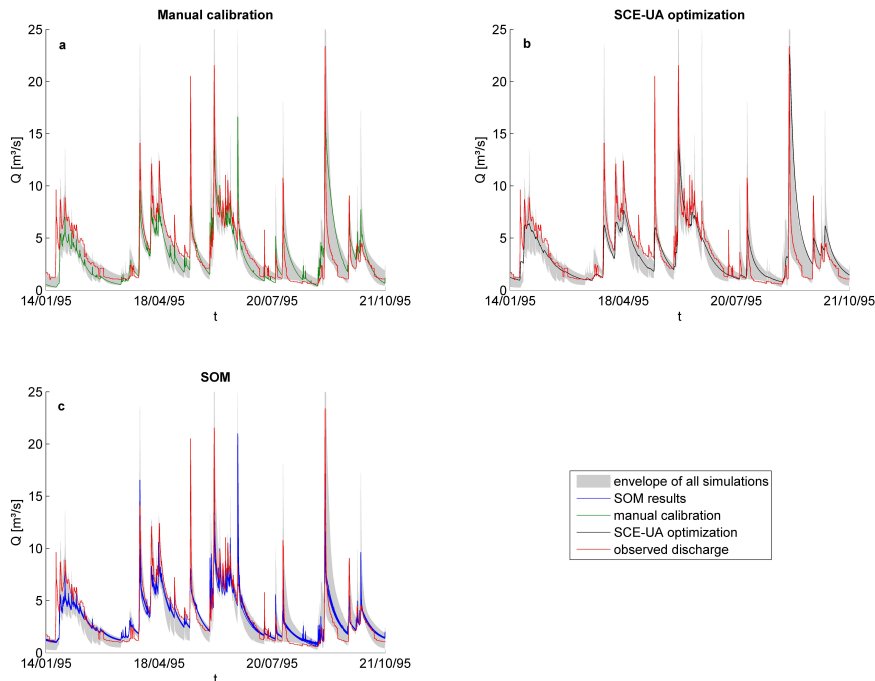 Manual calibration
a
Q [m³/s]
25
20
15
10
5
0
14/01/95 18/04/95 20/07/95 21/10/95
t
SCE-UA optimization
b
Q [m³/s]
25
20
15
10
5
0
14/01/95 18/04/95 20/07/95 21/10/95
t
SOM
c
Q [m³/s]
25
20
15
10
5
0
14/01/95 18/04/95 20/07/95 21/10/95
t
envelope of all simulations
SOM results
manual calibration
SCE-UA optimization
observed discharge